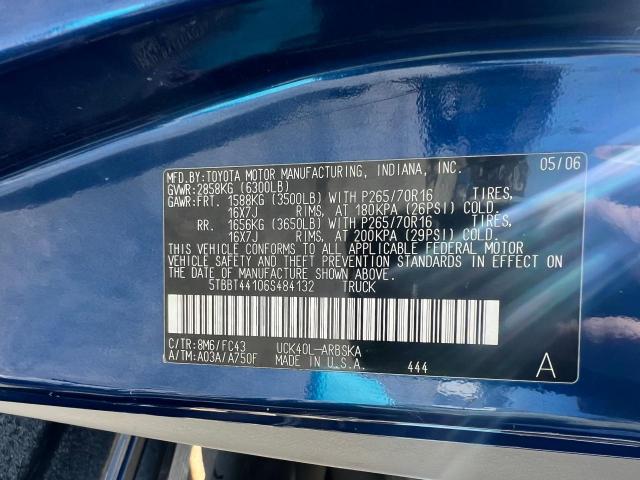 MFD.BY:TOYOTA MOTOR MANUFACTURING, INDIANA, INC. 05/06
GVWR:2858KG (6300LB)
GAWR:FRT. 1588KG (3500LB) WITH P265/70R16 TIRES,
16X7J RIMS, AT 180KPA (26PSI) COLD,
RR. 1656KG (3650LB) WITH P265/70R16 TIRES,
16X7J RIMS, AT 200KPA (29PSI) COLD.
THIS VEHICLE CONFORMS TO ALL APPLICABLE FEDERAL MOTOR
VEHICLE SAFETY AND THEFT PREVENTION STANDARDS IN EFFECT ON
THE DATE OF MANUFACTURE SHOWN ABOVE.
5TBBT44106S484132 TRUCK
C/TR:8M6/FC43 UCK40L-ARBSKA
A/TM:A03A/A750F MADE IN U.S.A. 444 A